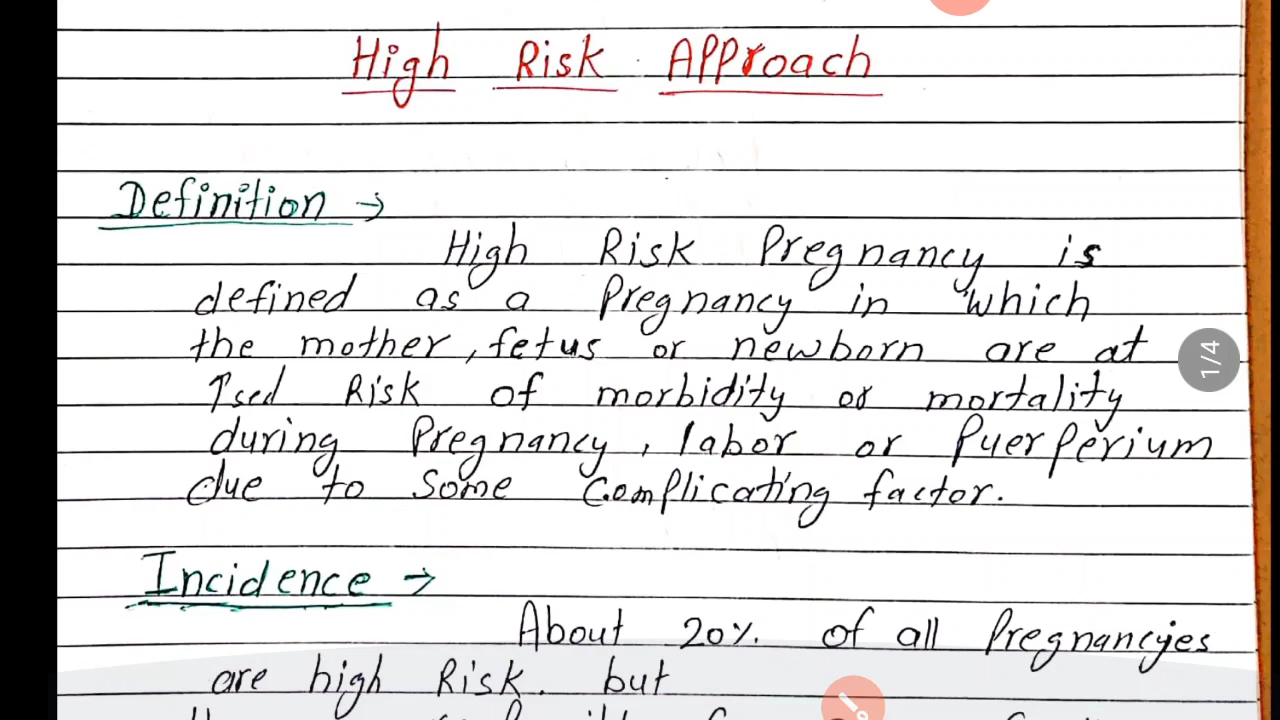 High Risk Approach
Definition →
High Risk Pregnancy is
defined as a Pregnancy in which
the mother, fetus or newborn are at
↑sed Risk of morbidity or mortality
during Pregnancy, labor or Puerperium
due to some complicating factor.
Incidence →
About 20% of all Pregnancyies
are high Risk. but
1/4